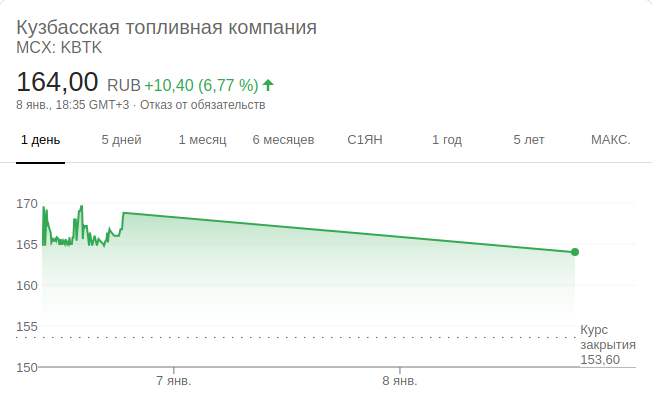 Кузбасская топливная компания
MCX: KBTK
164,00 RUB +10,40 (6,77 %)
8 янв., 18:35 GMT+3 · Отказ от обязательств
1 день 5 дней 1 месяц 6 месяцев С1ЯН 1 год 5 лет МАКС.
170
165
160
155
Курс
закрытия
153,60
150
7 янв. 8 янв.